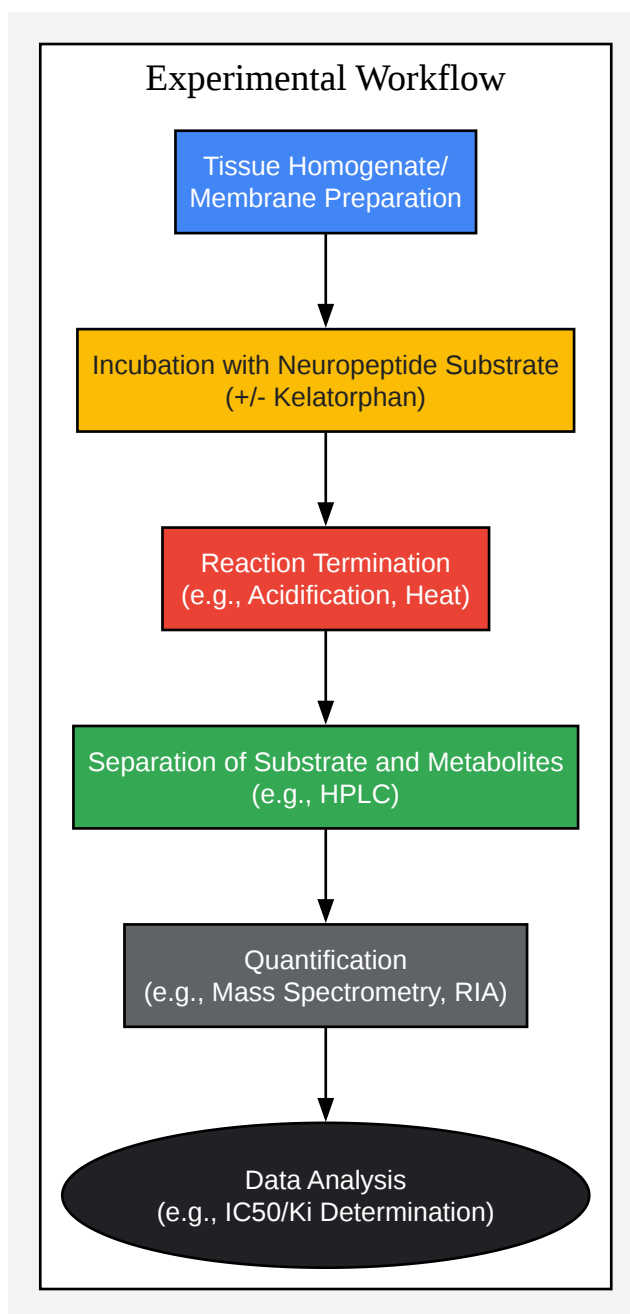 Experimental Workflow
Tissue Homogenate/
Membrane Preparation
Incubation with Neuropeptide Substrate
(+/- Kelatorphan)
Reaction Termination
(e.g., Acidification, Heat)
Separation of Substrate and Metabolites
(e.g., HPLC)
Quantification
(e.g., Mass Spectrometry, RIA)
Data Analysis
(e.g., IC50/Ki Determination)